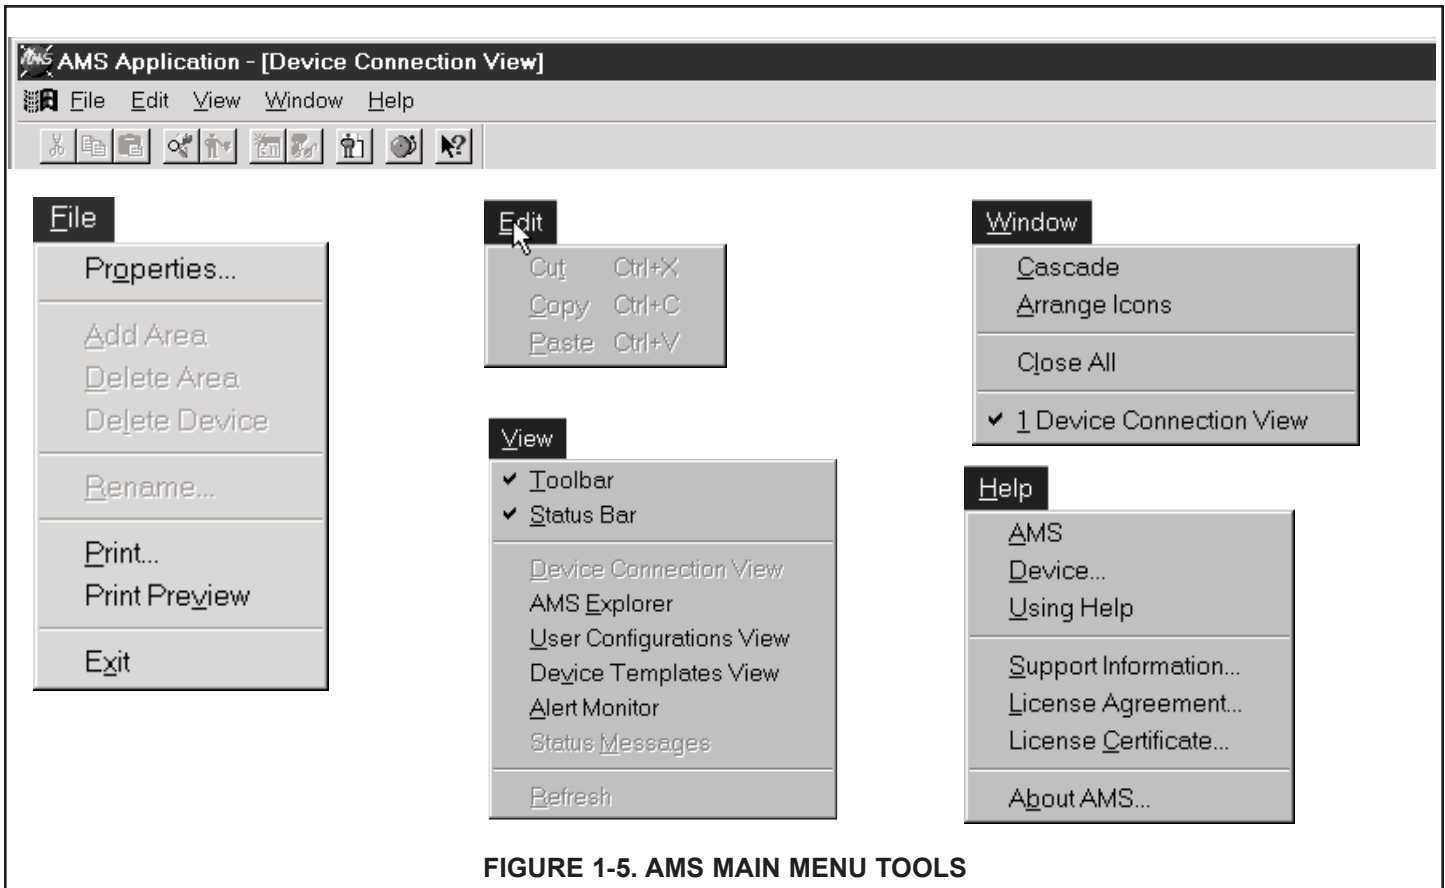 AMS Application - [Device Connection View]
File Edit View Window Help
File
Properties...
Add Area
Delete Area
Delete Device
Rename...
Print...
Print Preview
Exit
Edit
Cut Ctrl+X
Copy Ctrl+C
Paste Ctrl+V
View
Toolbar
Status Bar
Device Connection View
AMS Explorer
User Configurations View
Device Templates View
Alert Monitor
Status Messages
Refresh
Window
Cascade
Arrange Icons
Close All
1 Device Connection View
Help
AMS
Device...
Using Help
Support Information...
License Agreement...
License Certificate...
About AMS...
FIGURE 1-5. AMS MAIN MENU TOOLS